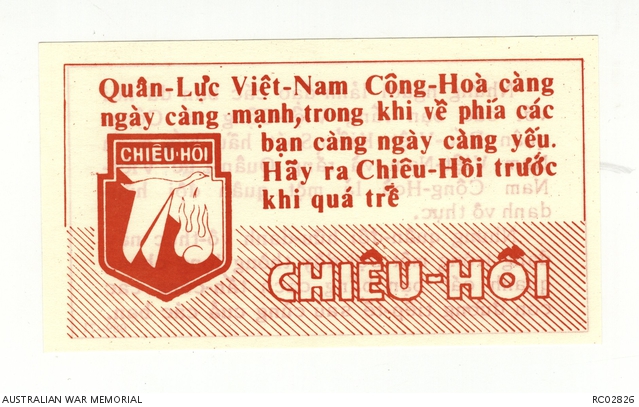 Quân-Lực Việt-Nam Cộng-Hoà càng
ngày càng mạnh, trong khi về phía các
bạn càng ngày càng yếu.
Hãy ra Chiêu-Hồi trước
khi quá trễ
CHIÊU-HỒI
CHIÊU-HỒI
AUSTRALIAN WAR MEMORIAL
RC02826